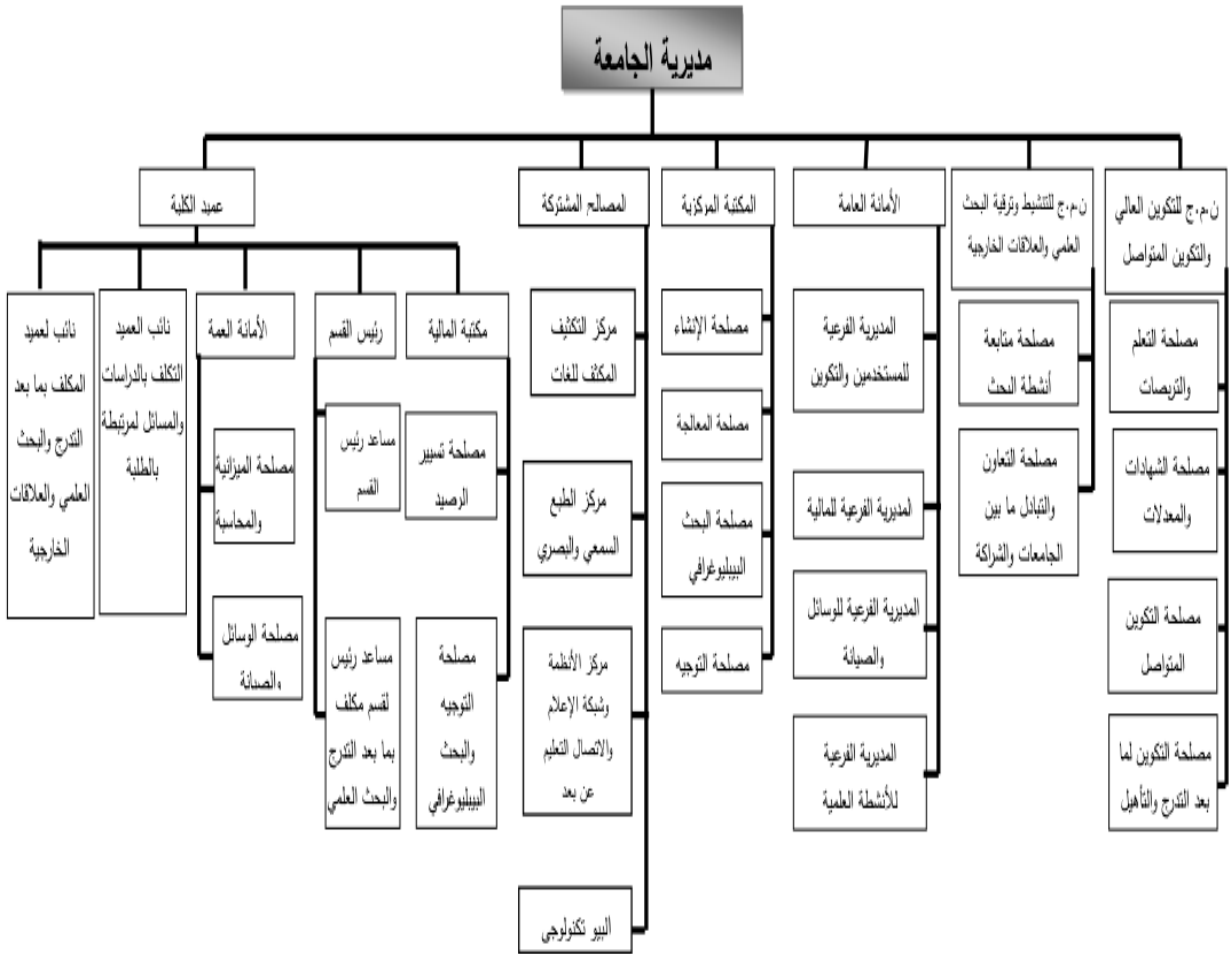 مديرية الجامعة
ن.م.ج للتكوين العالي
والتكوين المتواصل
ن.م.ج للتنشيط وترقية البحث
العلمي والعلاقات الخارجية
الأمانة العامة
المكتبة المركزية
المصالح المشتركة
عميد الكلية
مصلحة التعلم
والتربصات
مصلحة الشهادات
والمعدلات
مصلحة التكوين
المتواصل
مصلحة التكوين لما
بعد التدرج والتأهيل
مصلحة متابعة
أنشطة البحث
مصلحة التعاون
والتبادل ما بين
الجامعات والشراكة
المديرية الفرعية
للمستخدمين والتكوين
المديرية الفرعية للمالية
المديرية الفرعية للوسائل
والصيانة
المديرية الفرعية
للأنشطة العلمية
مصلحة الإنشاء
مصلحة المعالجة
مصلحة البحث
البيبليوغرافي
مصلحة التوجيه
مركز التكثيف
المكثف للغات
مركز الطبع
السمعي والبصري
مركز الأنظمة
وشبكة الإعلام
والاتصال التعليم
عن بعد
البيو تكنولوجي
مكتبة المالية
مصلحة تسيير
الرصيد
مصلحة
التوجيه
والبحث
البيبليوغرافي
رئيس القسم
مساعد رئيس
القسم
مساعد رئيس
لقسم مكلف
بما بعد التدرج
والبحث العلمي
الأمانة العمة
مصلحة الميزانية
والمحاسبة
مصلحة الوسائل
والصيانة
نائب العميد
التكلف بالدراسات
والمسائل لمرتبطة
بالطلبة
نائب لعميد
المكلف بما بعد
التدرج والبحث
العلمي والعلاقات
الخارجية